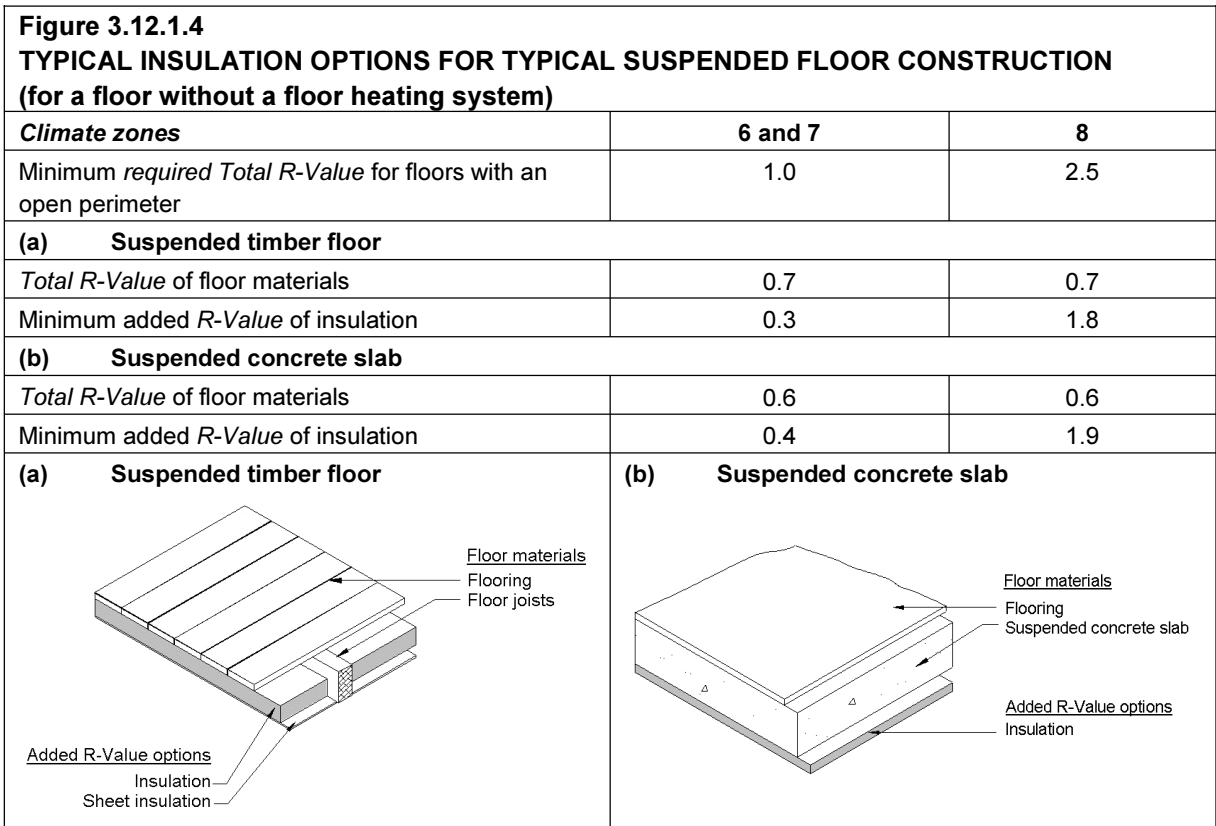 Figure 3.12.1.4
TYPICAL INSULATION OPTIONS FOR TYPICAL SUSPENDED FLOOR CONSTRUCTION
(for a floor without a floor heating system)
Climate zones 6 and 7 8
Minimum required Total R-Value for floors with an 1.0 2.5
open perimeter
(a) Suspended timber floor
Total R-Value of floor materials 0.7 0.7
Minimum added R-Value of insulation 0.3 1.8
(b) Suspended concrete slab
Total R-Value of floor materials 0.6 0.6
Minimum added R-Value of insulation 0.4 1.9
(a) Suspended timber floor
Floor materials
Flooring
Floor joists
Added R-Value options
Insulation
Sheet insulation
(b) Suspended concrete slab
Floor materials
Flooring
Suspended concrete slab
Added R-Value options
Insulation